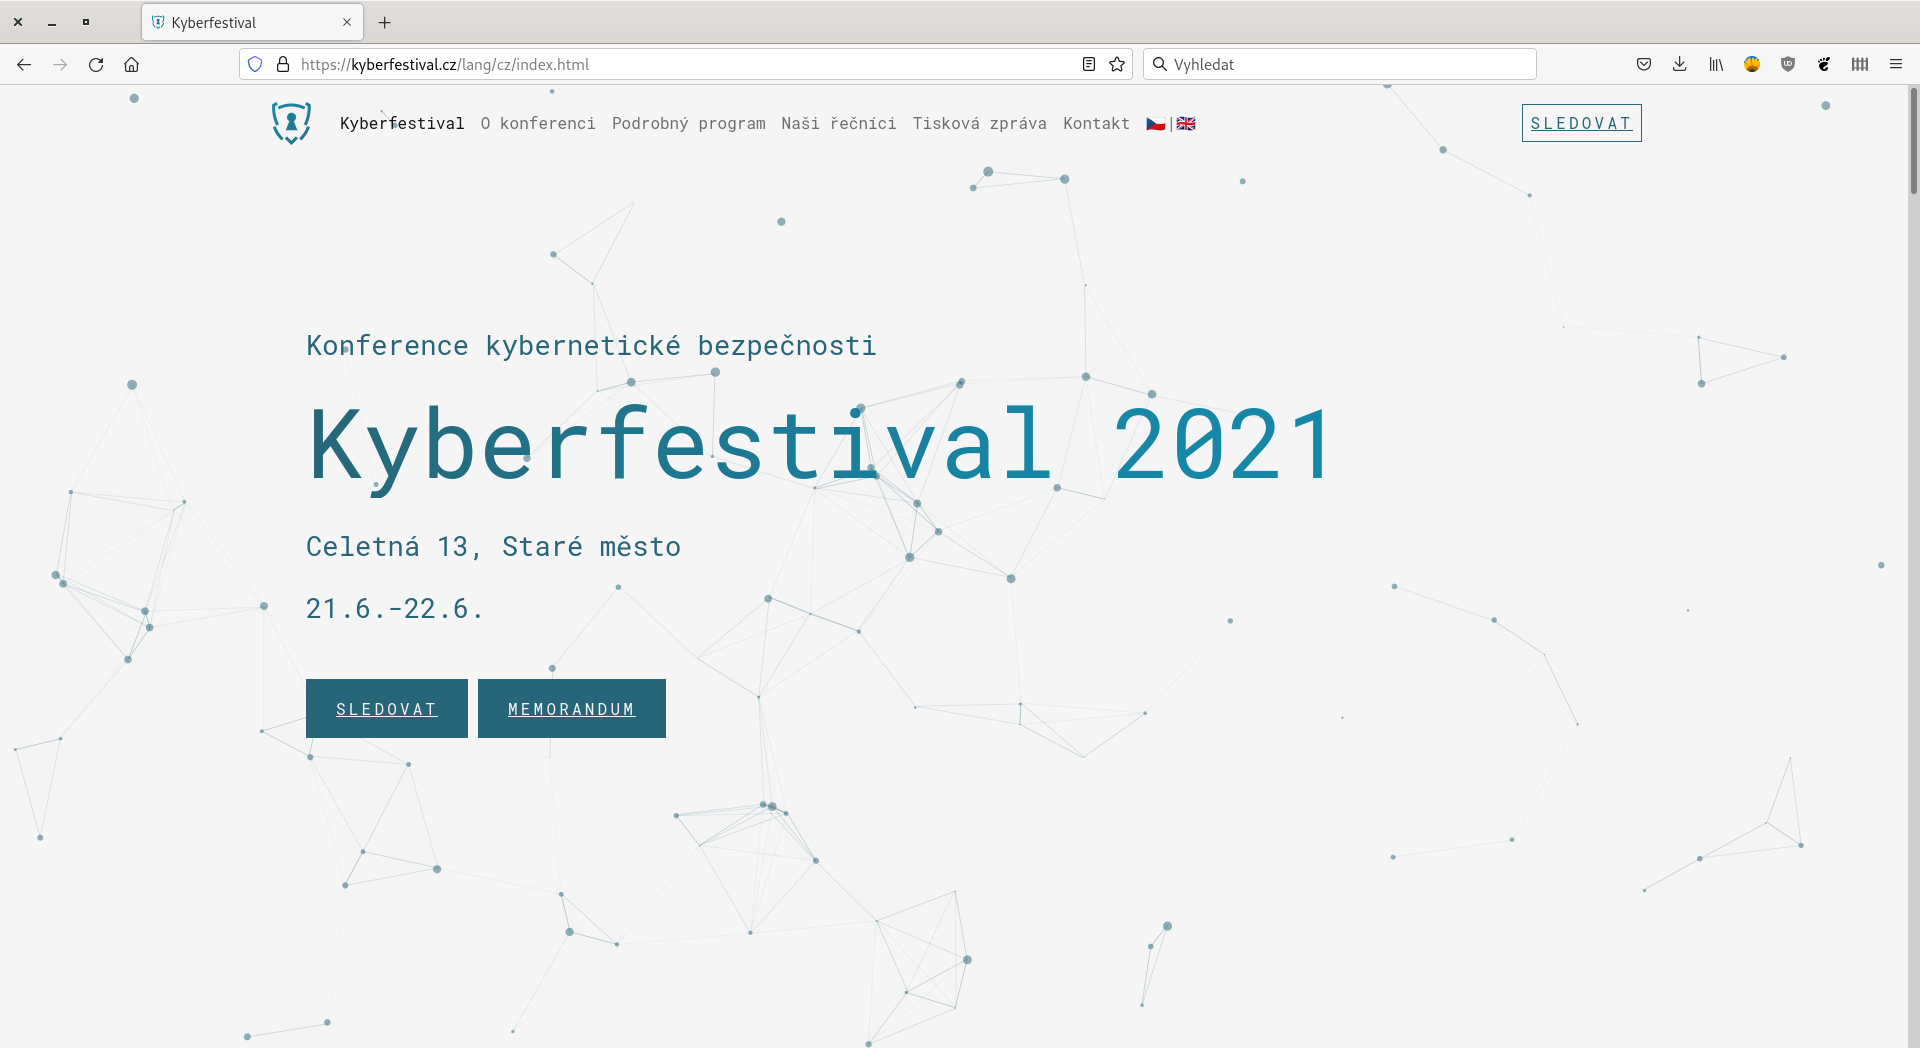 Kyberfestival
https://kyberfestival.cz/lang/cz/index.html
Vyhledat
Kyberfestival O konferenci Podrobný program Naši řečníci Tisková zpráva Kontakt | SLEDOVAT
Konference kybernetické bezpečnosti
Kyberfestival 2021
Celetná 13, Staré město
21.6.-22.6.
SLEDOVAT MEMORANDUM